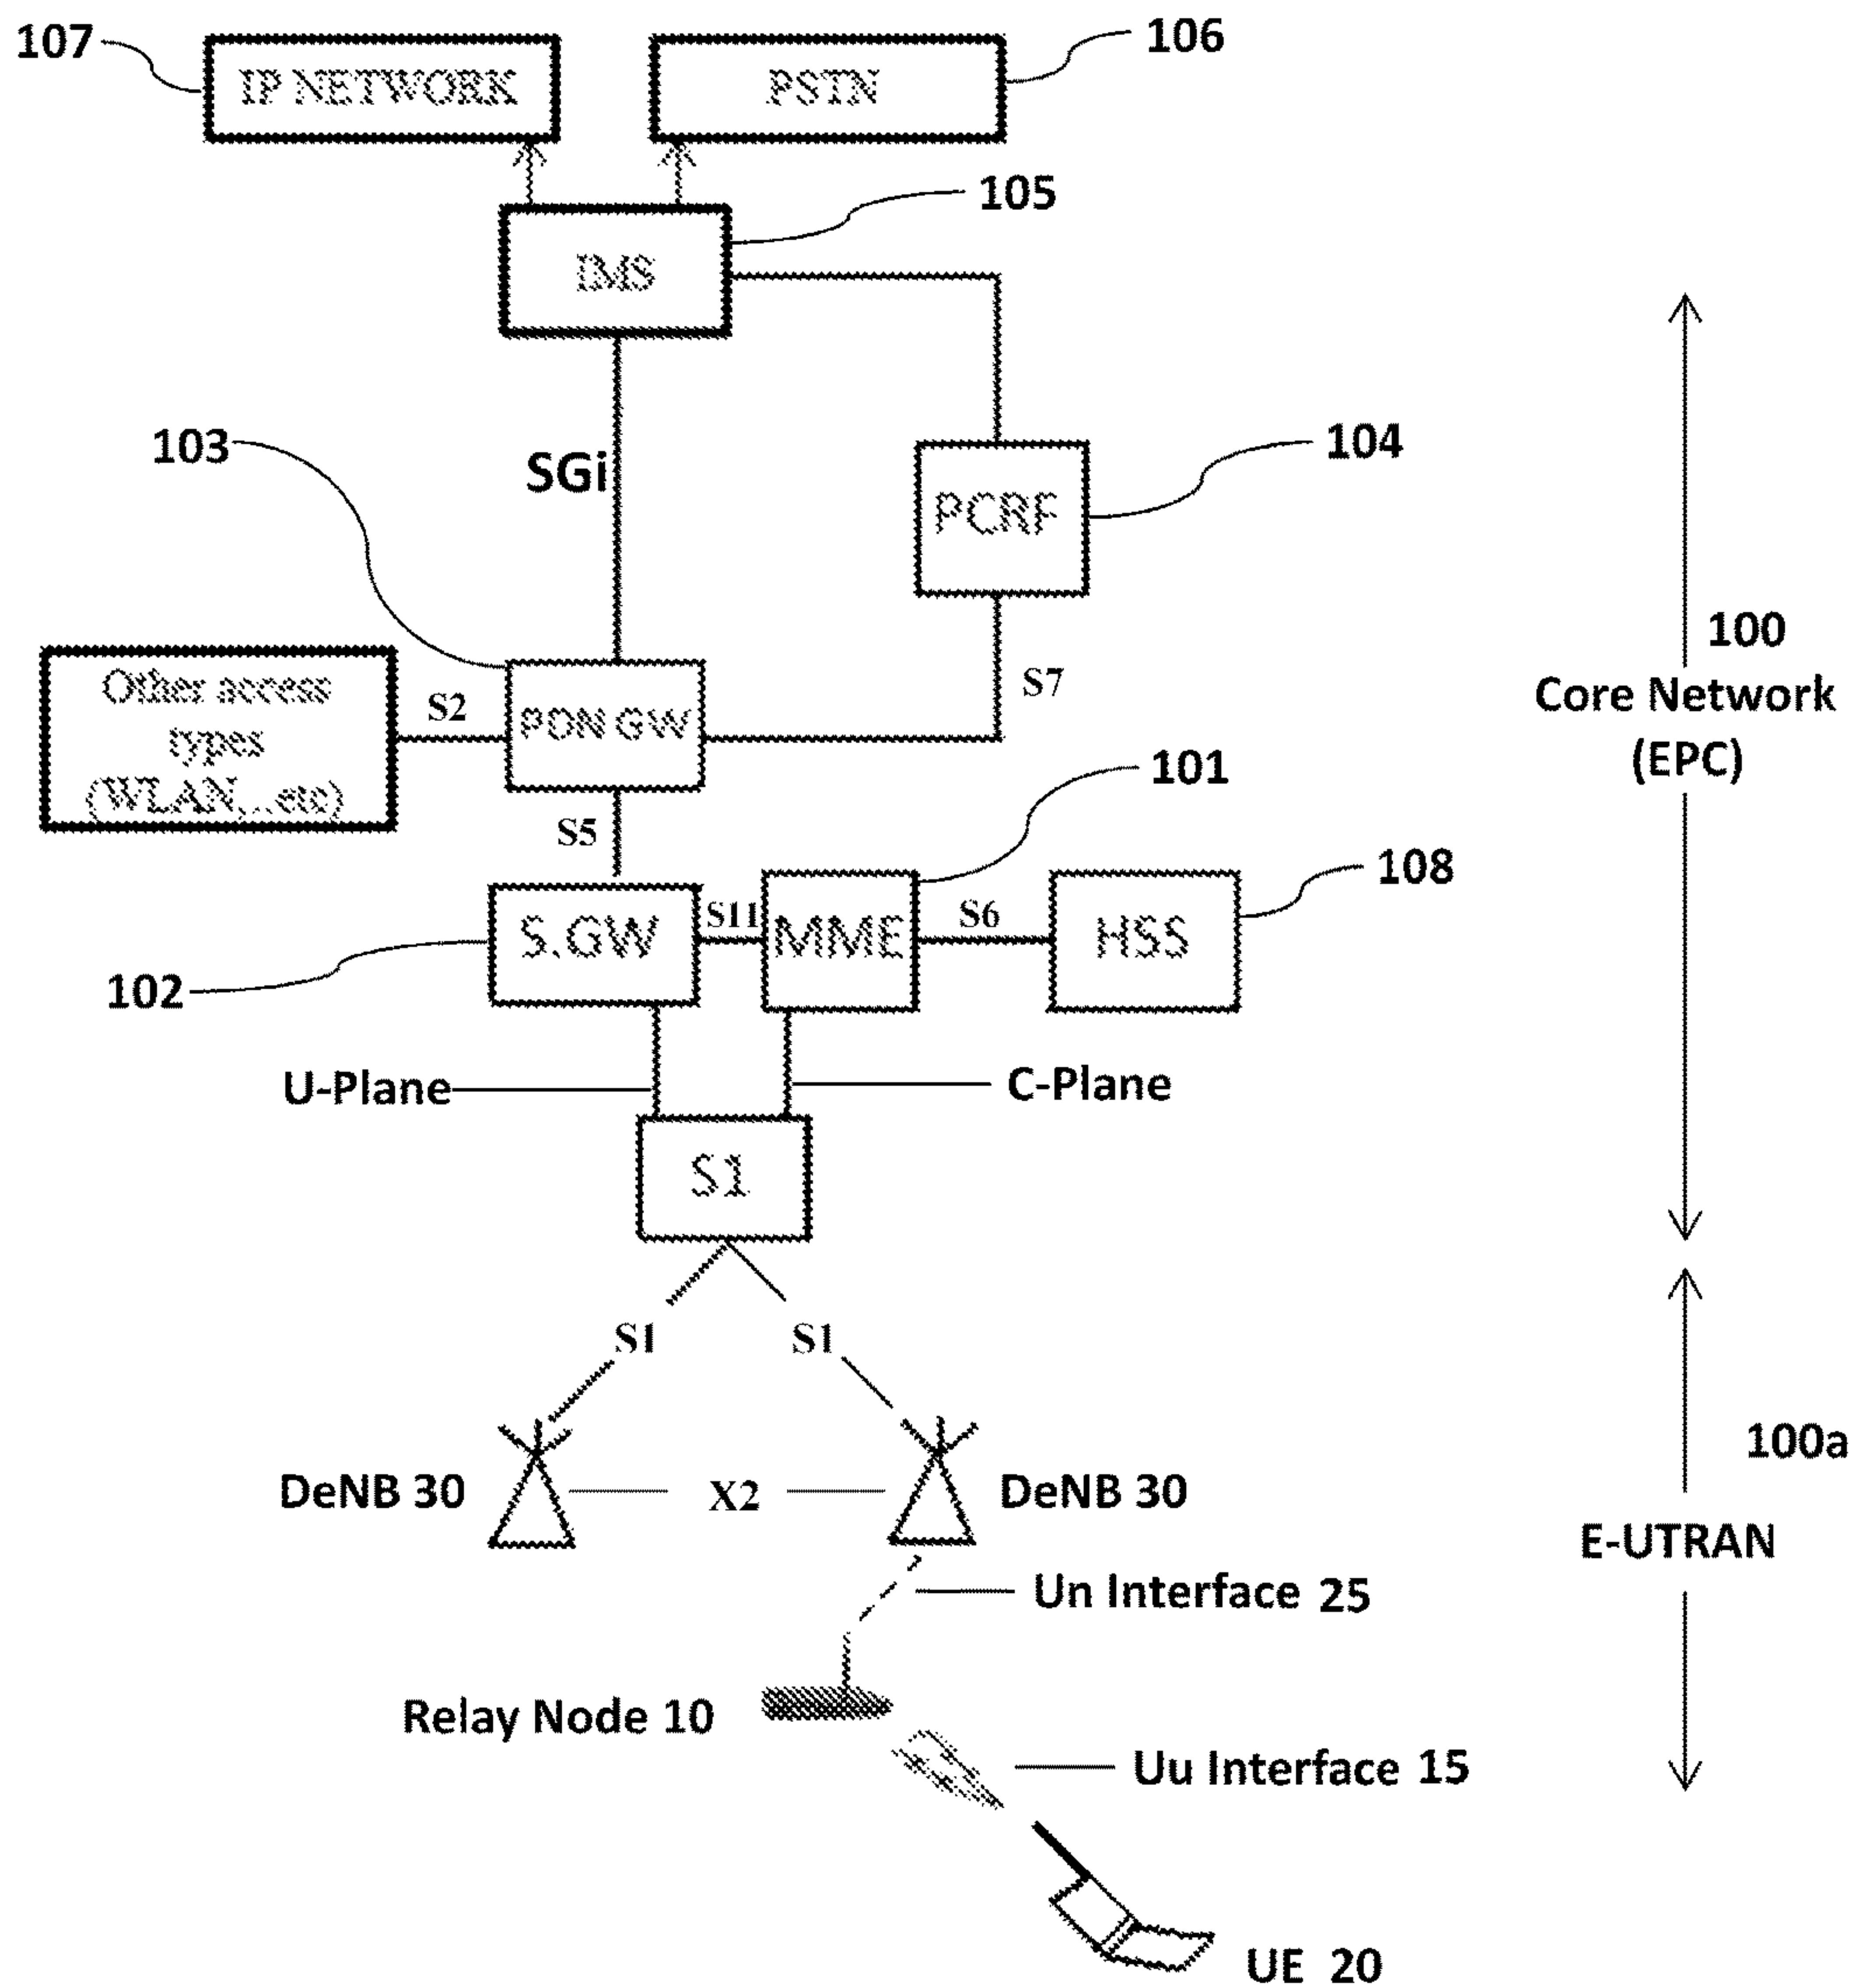 107
IP NETWORK
PSTN
106
IMS
105
103
SGi
PCRF
104
Other access
types
(WLAN,..etc)
S2
PDN GW
S7
100
Core Network
(EPC)
S5
101
S.GW
S11
MME
S6
HSS
108
102
U-Plane
C-Plane
S1
S1
S1
DeNB 30
X2
DeNB 30
100a
E-UTRAN
Un Interface 25
Relay Node 10
Uu Interface 15
UE 20